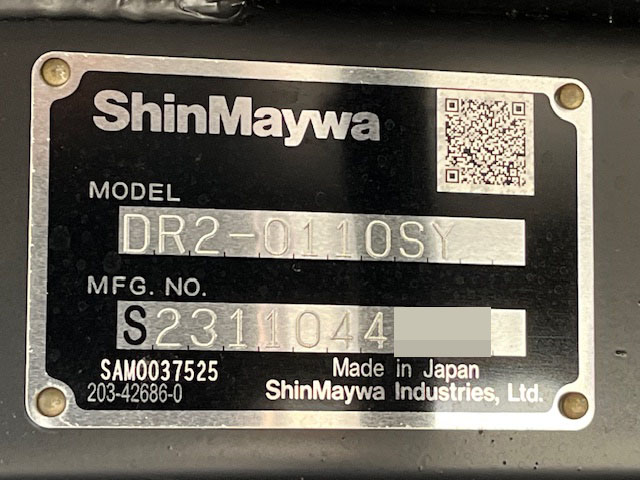 ShinMaywa
MODEL
DR2-0110SY
MFG. NO.
S2311044
SAM0037525
Made in Japan
203-42686-0
ShinMaywa Industries, Ltd.